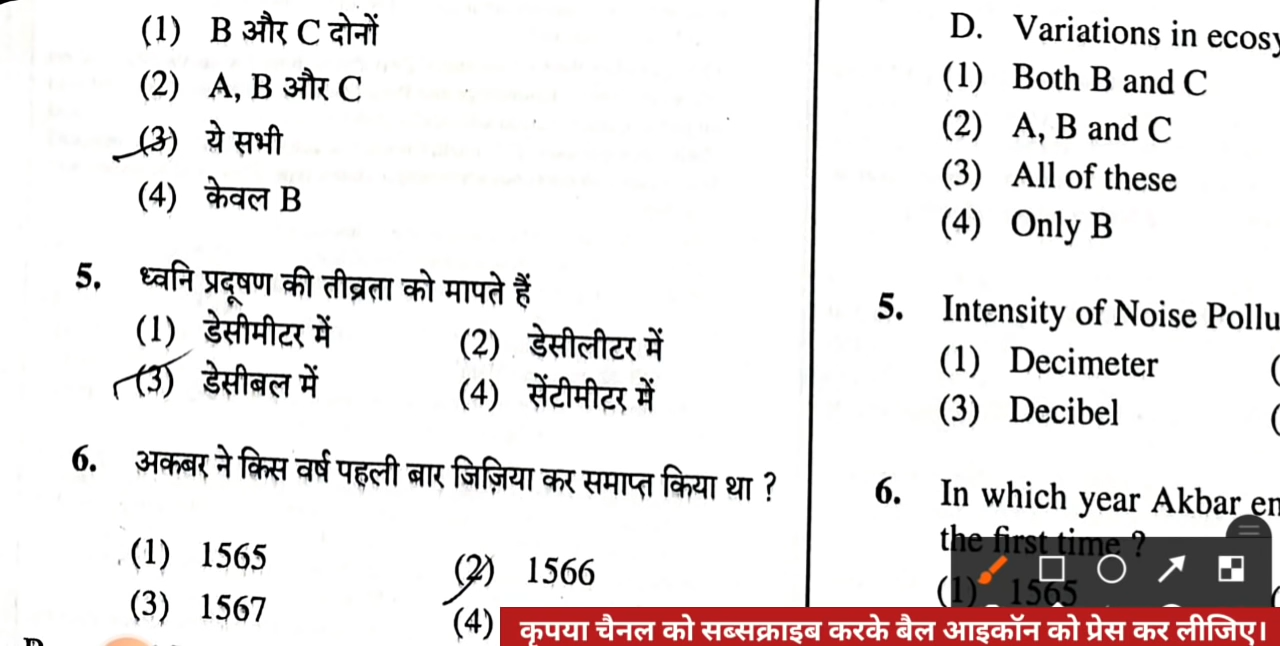 (1) B और C दोनों
(2) A, B और C
(3) ये सभी
(4) केवल B
5. ध्वनि प्रदूषण की तीव्रता को मापते हैं
(1) डेसीमीटर में (2) डेसीलीटर में
(3) डेसीबल में (4) सेंटीमीटर में
6. अकबर ने किस वर्ष पहली बार जिज़िया कर समाप्त किया था ?
(1) 1565 (2) 1566
(3) 1567 (4)
D. Variations in ecosy
(1) Both B and C
(2) A, B and C
(3) All of these
(4) Only B
5. Intensity of Noise Pollu
(1) Decimeter (
(3) Decibel (
6. In which year Akbar en
the first time ?
(1) 1565
कृपया चैनल को सब्सक्राइब करके बैल आइकॉन को प्रेस कर लीजिए।